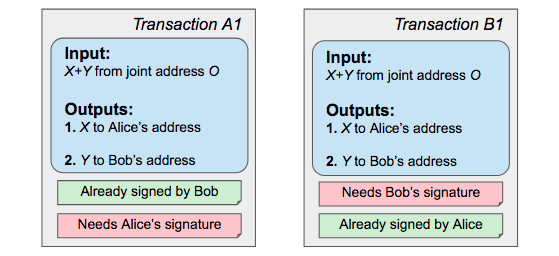 Transaction A1
Input:
X+Y from joint address O
Outputs:
1. X to Alice's address
2. Y to Bob's address
Already signed by Bob
Needs Alice's signature
Transaction B1
Input:
X+Y from joint address O
Outputs:
1. X to Alice's address
2. Y to Bob's address
Needs Bob's signature
Already signed by Alice